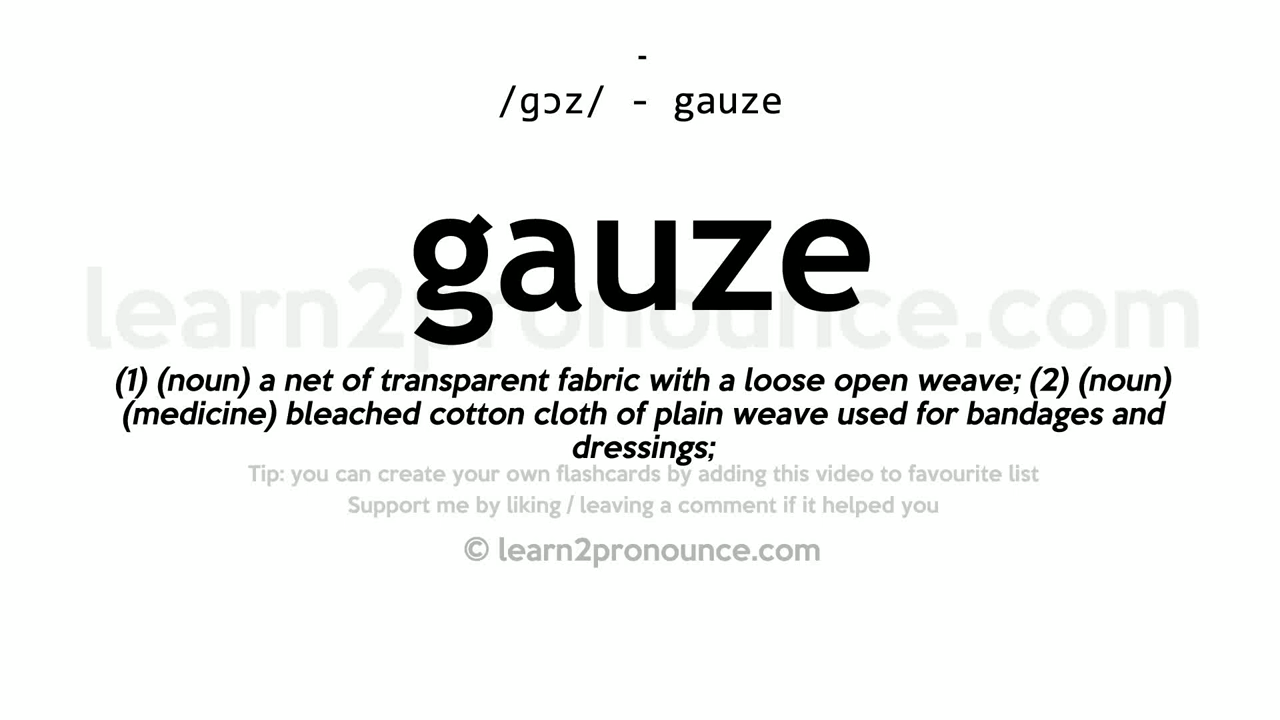 -
/ɡɔz/ - gauze
gauze
learn2pronounce.com
(1) (noun) a net of transparent fabric with a loose open weave; (2) (noun)
(medicine) bleached cotton cloth of plain weave used for bandages and
dressings;
Tip: you can create your own flashcards by adding this video to favourite list
Support me by liking / leaving a comment if it helped you
© learn2pronounce.com